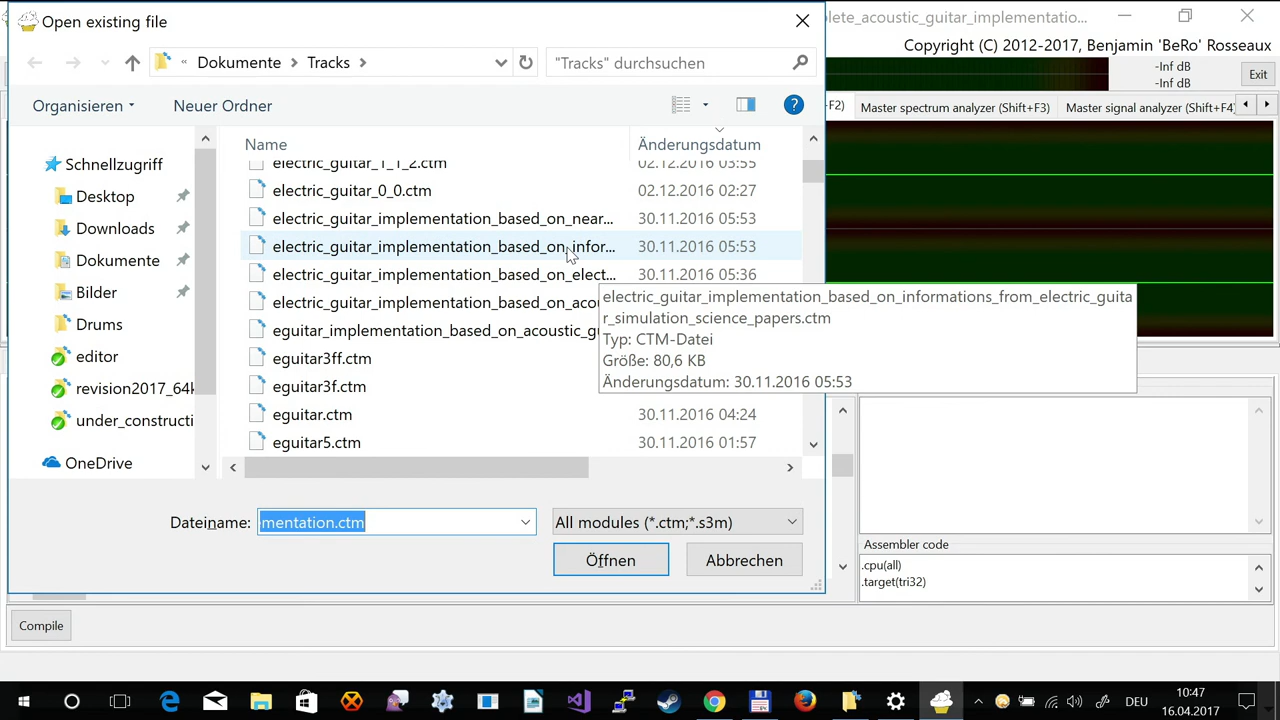 Open existing file
plete_acoustic_guitar_implementatio...
Copyright (C) 2012-2017, Benjamin 'BeRo' Rosseaux
« Dokumente > Tracks >
"Tracks" durchsuchen
-Inf dB
-Inf dB
Exit
Organisieren
Neuer Ordner
?
F2)
Master spectrum analyzer (Shift+F3)
Master signal analyzer (Shift+F4)
Name
Änderungsdatum
Schnellzugriff
Desktop
Downloads
Dokumente
Bilder
Drums
editor
revision2017_64k
under_constructi
OneDrive
electric_guitar_1_1_2.ctm 02.12.2016 03:55
electric_guitar_0_0.ctm 02.12.2016 02:27
electric_guitar_implementation_based_on_near... 30.11.2016 05:53
electric_guitar_implementation_based_on_infor... 30.11.2016 05:53
electric_guitar_implementation_based_on_elect... 30.11.2016 05:36
electric_guitar_implementation_based_on_acou
eguitar_implementation_based_on_acoustic_gu
eguitar3ff.ctm
eguitar3f.ctm
eguitar.ctm 30.11.2016 04:24
eguitar5.ctm 30.11.2016 01:57
electric_guitar_implementation_based_on_informations_from_electric_guita
r_simulation_science_papers.ctm
Typ: CTM-Datei
Größe: 80,6 KB
Änderungsdatum: 30.11.2016 05:53
Dateiname:
mentation.ctm
All modules (*.ctm;*.s3m)
Öffnen
Abbrechen
Assembler code
.cpu(all)
.target(tri32)
Compile
DEU
10:47
16.04.2017